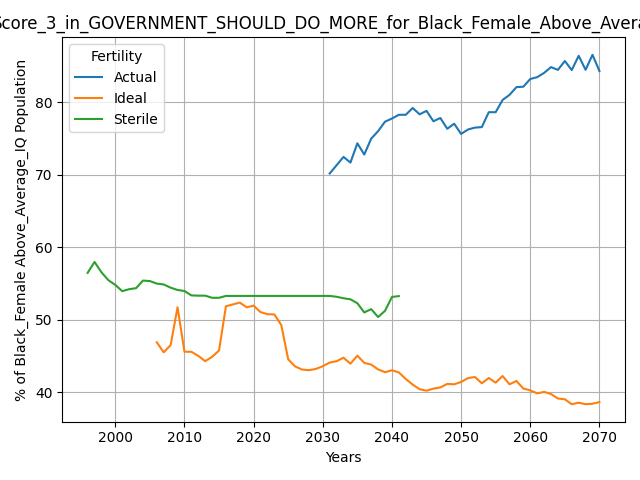 Score_3_in_GOVERNMENT_SHOULD_DO_MORE_for_Black_Female_Above_Avera
Fertility
Actual
Ideal
Sterile
% of Black_Female Above_Average_IQ Population
80
70
60
50
40
2000 2010 2020 2030 2040 2050 2060 2070
Years